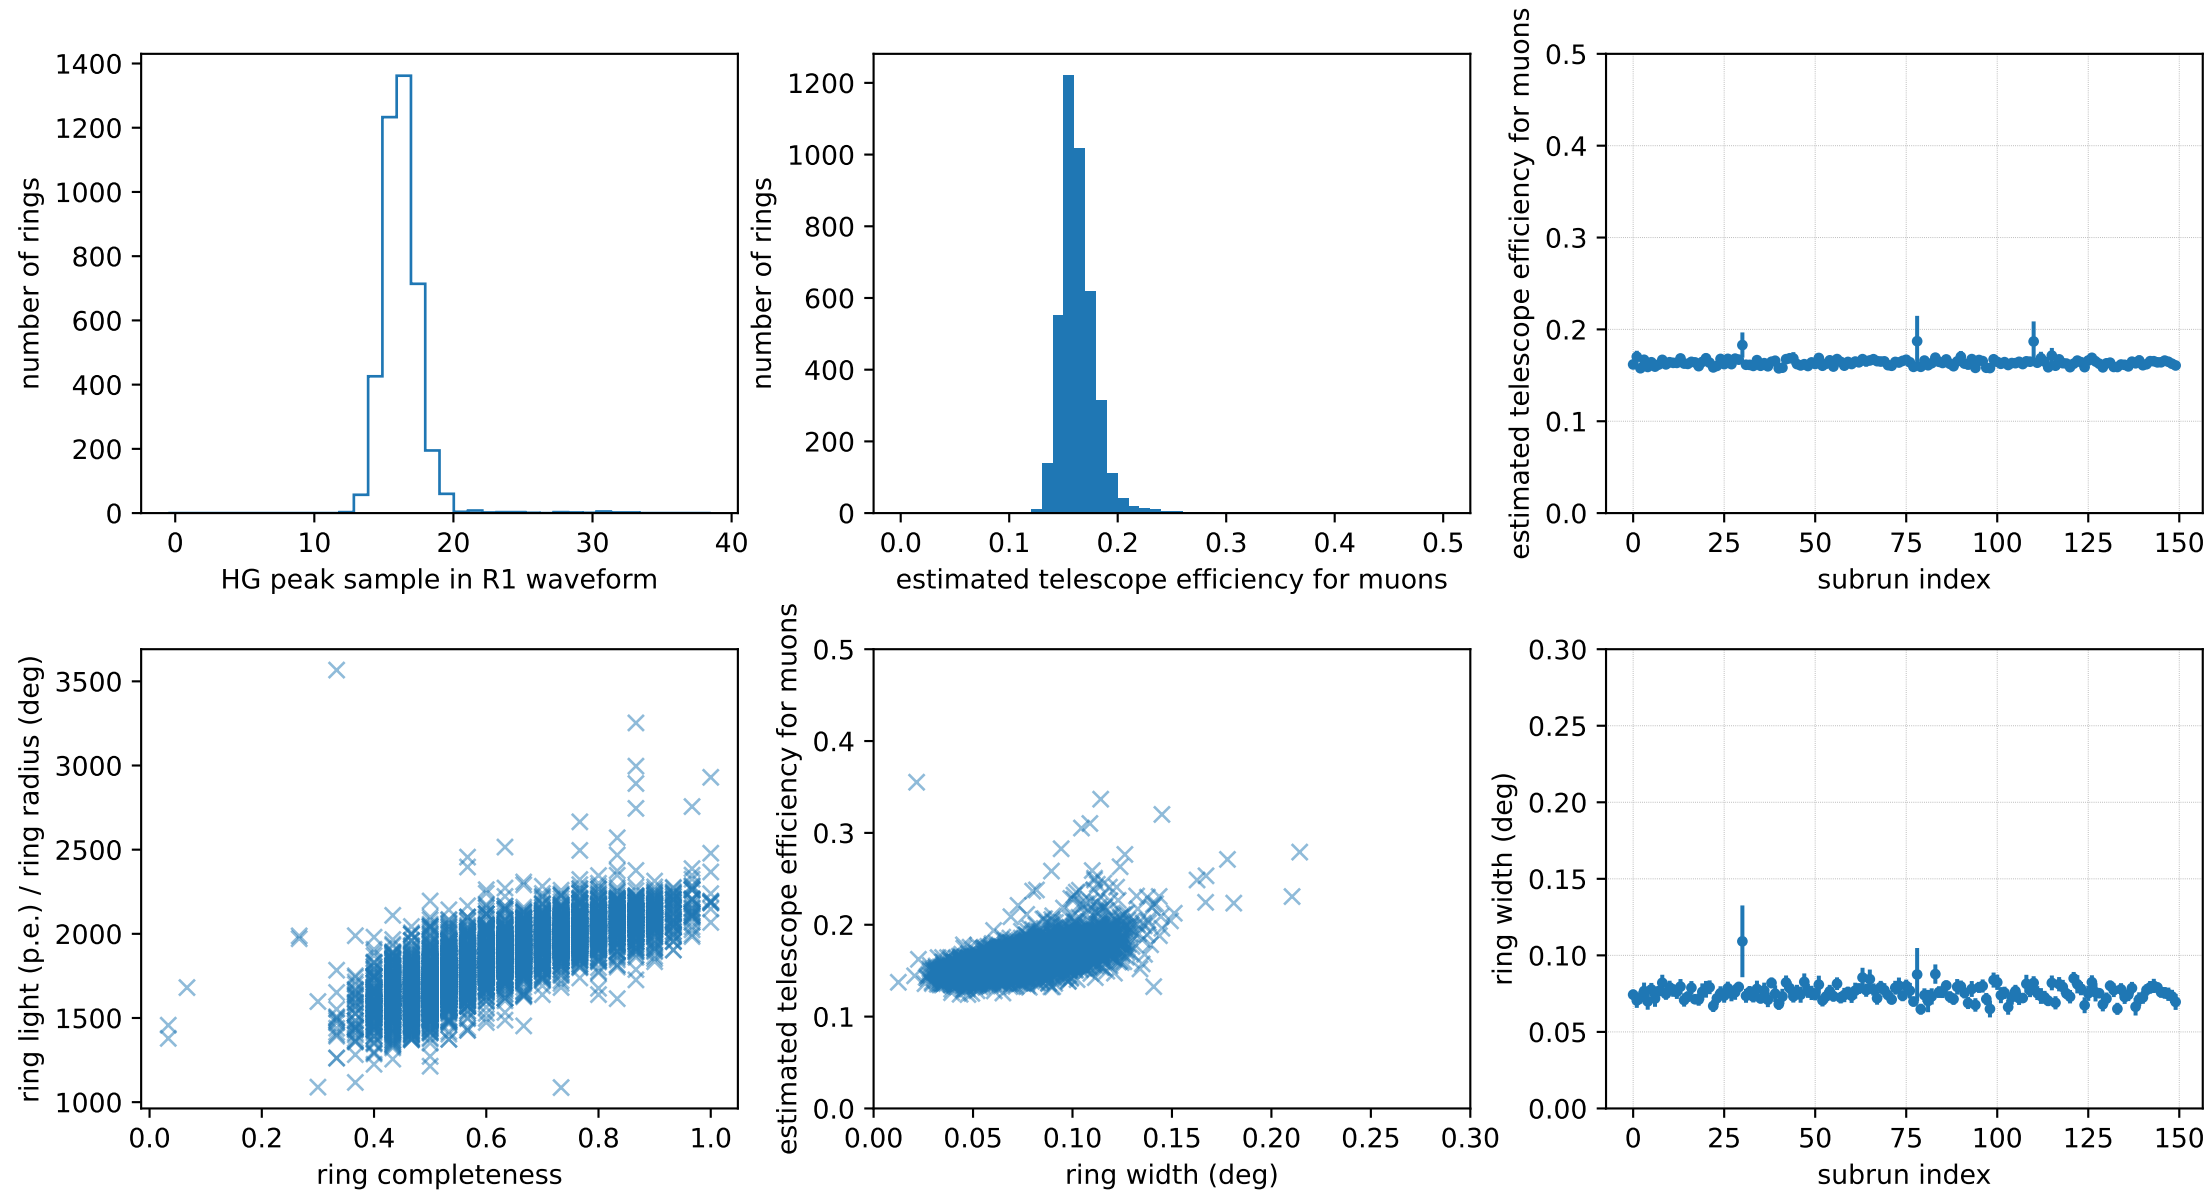 1400
1200
1000
800
600
400
200
0
0 10 20 30 40
HG peak sample in R1 waveform
number of rings
1200
1000
800
600
400
200
0
0.0 0.1 0.2 0.3 0.4 0.5
estimated telescope efficiency for muons
number of rings
0.5
0.4
0.3
0.2
0.1
0.0
0 25 50 75 100 125 150
subrun index
estimated telescope efficiency for muons
3500
3000
2500
2000
1500
1000
0.0 0.2 0.4 0.6 0.8 1.0
ring completeness
ring light (p.e.) / ring radius (deg)
0.5
0.4
0.3
0.2
0.1
0.0
0.00 0.05 0.10 0.15 0.20 0.25 0.30
ring width (deg)
estimated telescope efficiency for muons
0.30
0.25
0.20
0.15
0.10
0.05
0.00
0 25 50 75 100 125 150
subrun index
ring width (deg)